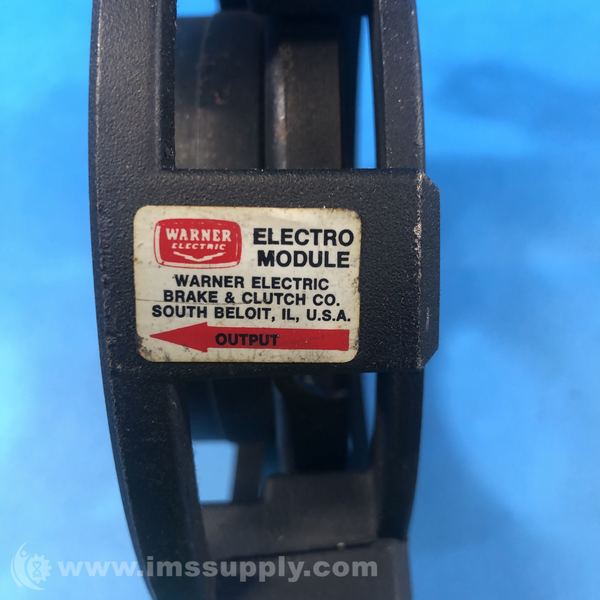 WARNER
ELECTRIC
ELECTRO
MODULE
WARNER ELECTRIC
BRAKE & CLUTCH CO.
SOUTH BELOIT, IL, U.S.A.
OUTPUT
www.imssupply.com